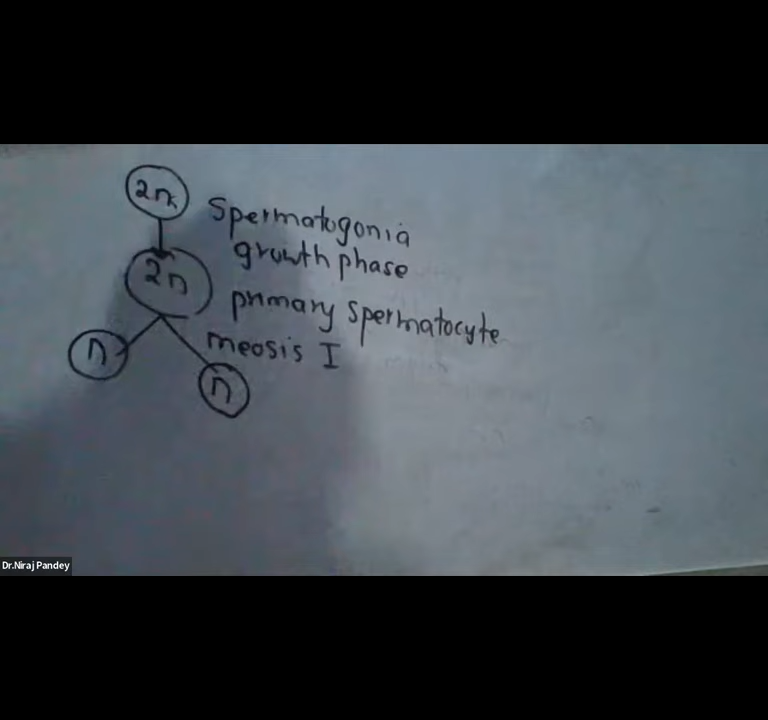 2n
Spermatogonia
growth phase
2n
primary spermatocyte
meosis I
n
n
Dr.Niraj Pandey